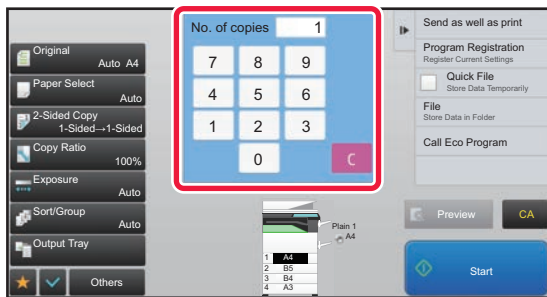 Original
Auto A4
Paper Select
Auto
2-Sided Copy
1-Sided→1-Sided
Copy Ratio
100%
Exposure
Auto
Sort/Group
Auto
Output Tray
Others
No. of copies 1
7 8 9
4 5 6
1 2 3
0 C
Plain 1
A4
1 A4
2 B5
3 B4
4 A3
Send as well as print
Program Registration
Register Current Settings
Quick File
Store Data Temporarily
File
Store Data in Folder
Call Eco Program
Preview CA
Start